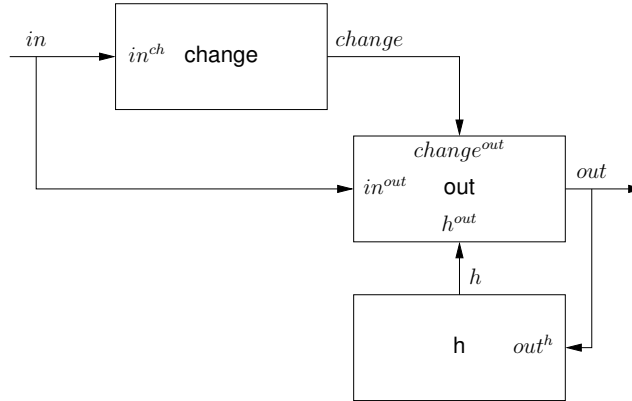 in
change
in^{ch} change
change^{out}
out
in^{out} out
h^{out}
h
h out^{h}